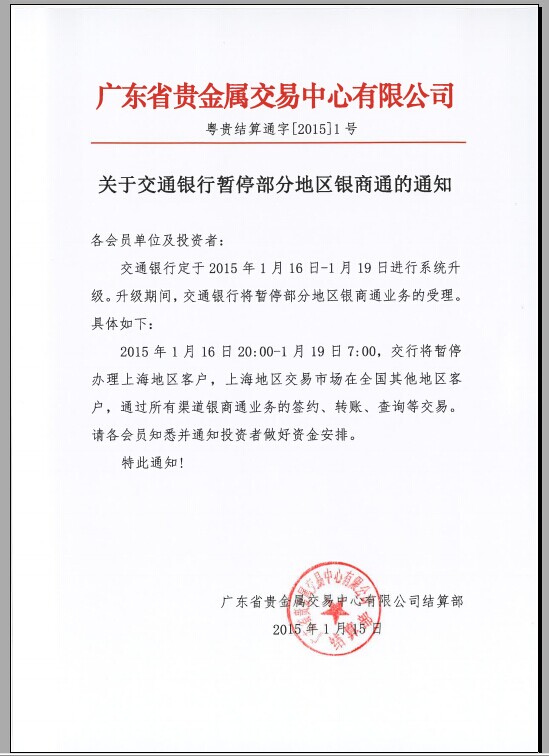 广东省贵金属交易中心有限公司
粤贵结算通字[2015]1号
关于交通银行暂停部分地区银商通的通知
各会员单位及投资者：
交通银行定于2015年1月16日-1月19日进行系统升
级。升级期间，交通银行将暂停部分地区银商通业务的受理。
具体如下：
2015年1月16日20:00-1月19日7:00，交行将暂停
办理上海地区客户，上海地区交易市场在全国其他地区客
户，通过所有渠道银商通业务的签约、转账、查询等交易。
请各会员知悉并通知投资者做好资金安排。
特此通知！
广东省贵金属交易中心有限公司
结算部
广东省贵金属交易中心有限公司结算部
2015年1月15日